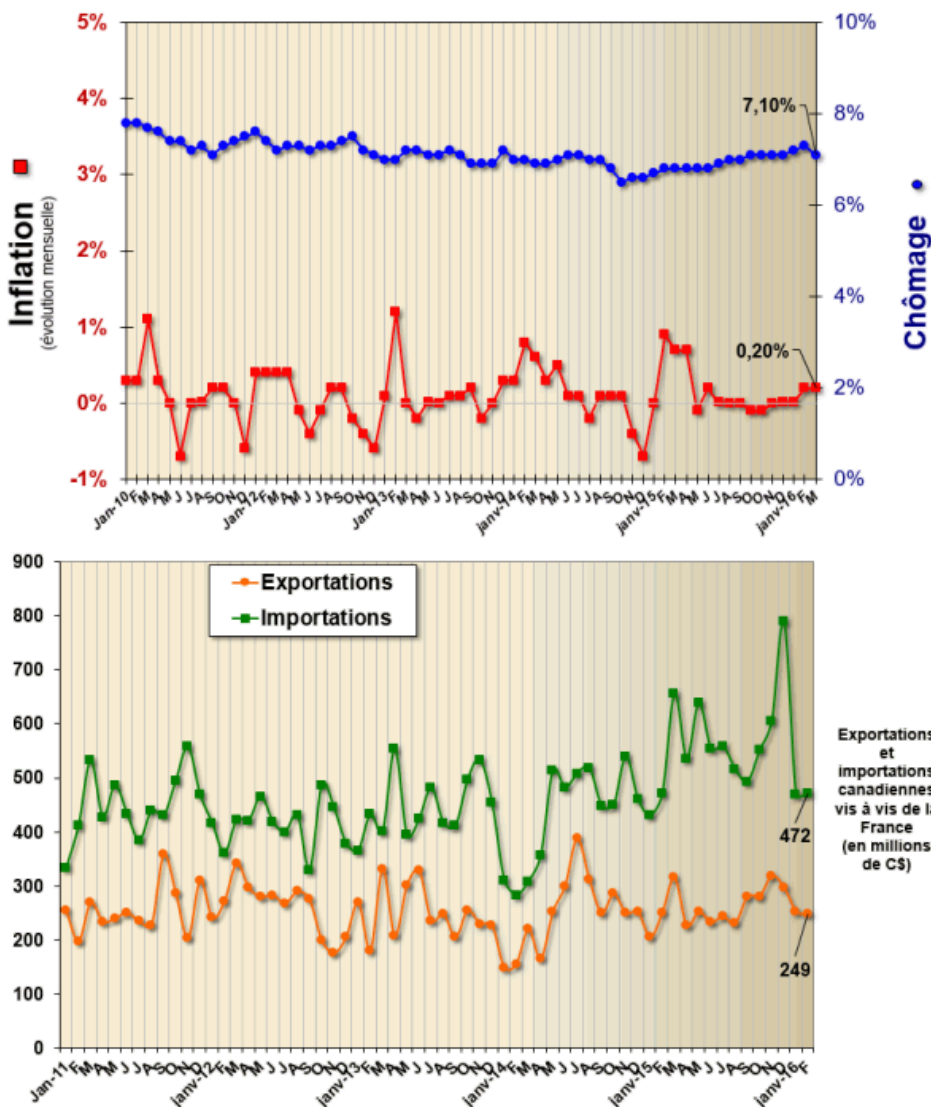 5%
4%
3%
2%
1%
0%
-1%
Inflation
(évolution mensuelle)
10%
8%
6%
4%
2%
0%
Chômage
7,10%
0,20%
Jan-10 F M A M J J A S O N D Jan-12 F M A M J J A S O N D Jan-13 F M A M J J A S O N D janv-14 F M A M J J A S O N D janv-15 F M A M J J A S O N D janv-16 F M
900
800
700
600
500
400
300
200
100
0
Exportations
Importations
472
249
Exportations
et
importations
canadiennes
vis à vis de la
France
(en millions
de C$)
Jan-11 F M A M J J A S O N D janv-12 F M A M J J A S O N D janv-13 F M A M J J A S O N D janv-14 F M A M J J A S O N D janv-15 F M A M J J A S O N D janv-16 F